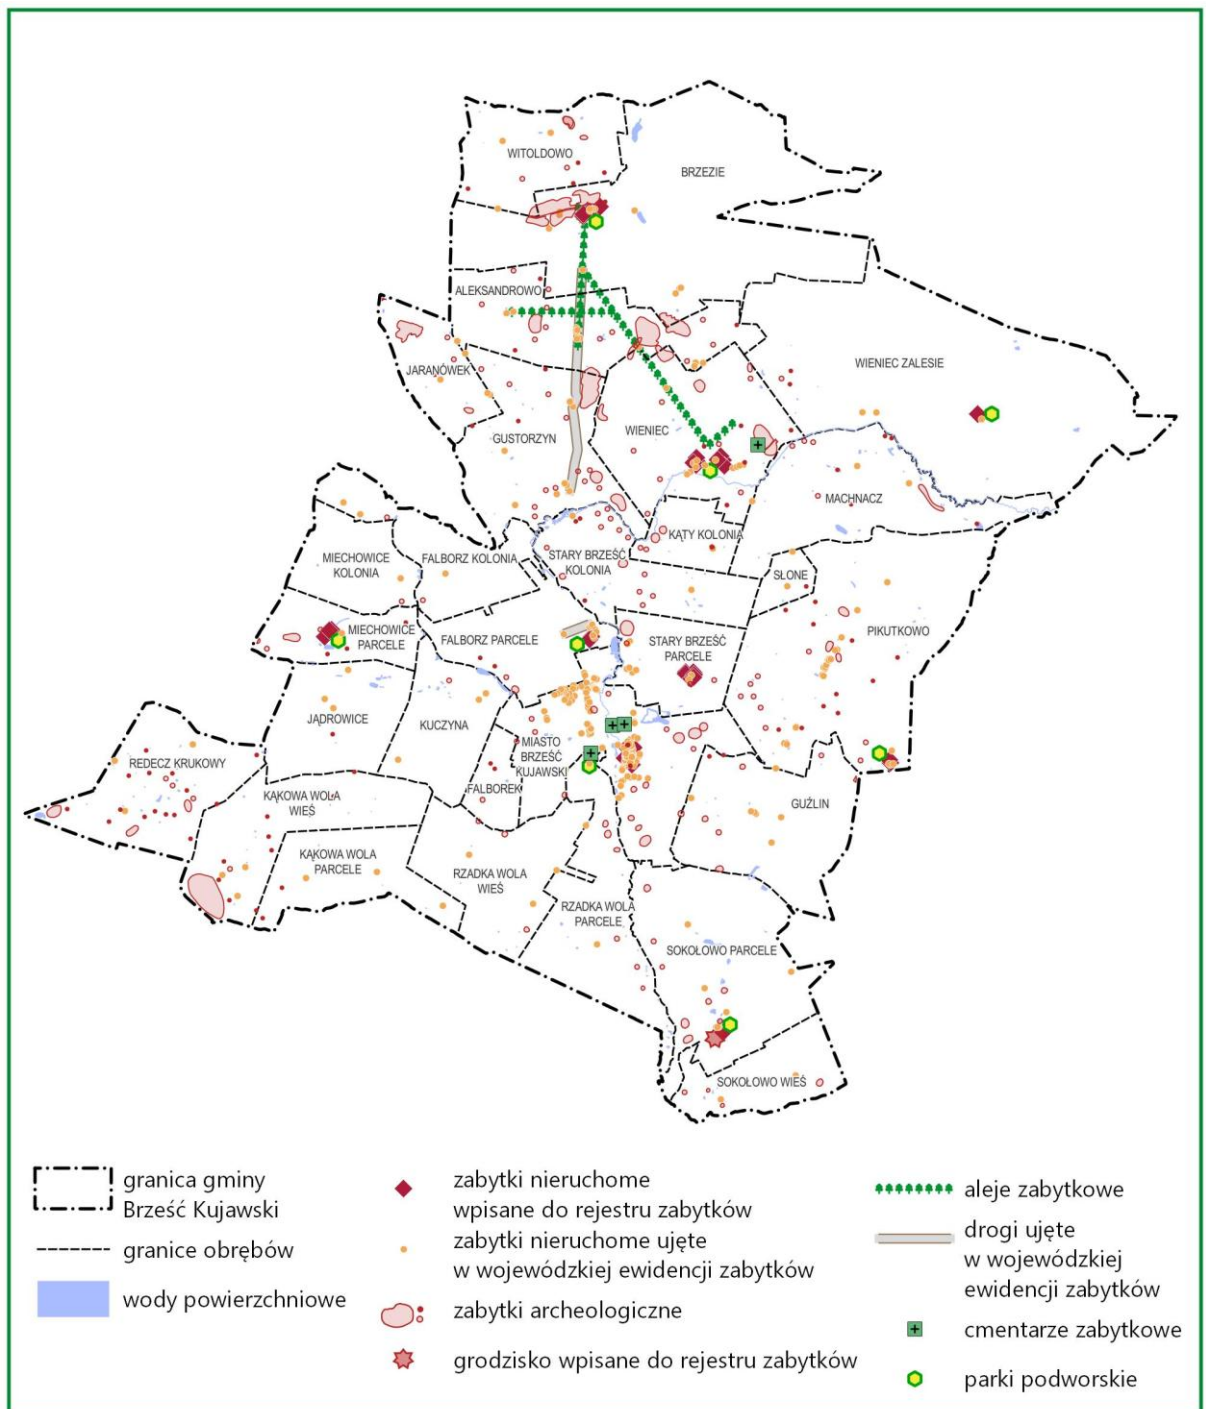 WITOLDOWO
BRZEZIE
ALEKSANDROWO
JARANÓWEK
WIENIEC ZALESIE
GUSTORZYN
WIENIEC
MACHNACZ
KĄTY KOLONIA
MIECHOWICE
KOLONIA
FALBORZ KOLONIA
STARY BRZEŚĆ
KOLONIA
SŁONE
PIKUTKOWO
MIECHOWICE
PARCELE
FALBORZ PARCELE
STARY BRZEŚĆ
PARCELE
JĄDROWICE
KUCZYNA
MIASTO
BRZEŚĆ
KUJAWSKI
REDECZ KRUKOWY
FALBOREK
KĄKOWA WOLA
WIEŚ
GUŹLIN
KĄKOWA WOLA
PARCELE
RZADKA WOLA
WIEŚ
RZADKA WOLA
PARCELE
SOKOŁOWO PARCELE
SOKOŁOWO WIEŚ
granica gminy
Brześć Kujawski
granice obrębów
wody powierzchniowe
zabytki nieruchome
wpisane do rejestru zabytków
zabytki nieruchome ujęte
w wojewódzkiej ewidencji zabytków
zabytki archeologiczne
grodzisko wpisane do rejestru zabytków
aleje zabytkowe
drogi ujęte
w wojewódzkiej
ewidencji zabytków
cmentarze zabytkowe
parki podworskie